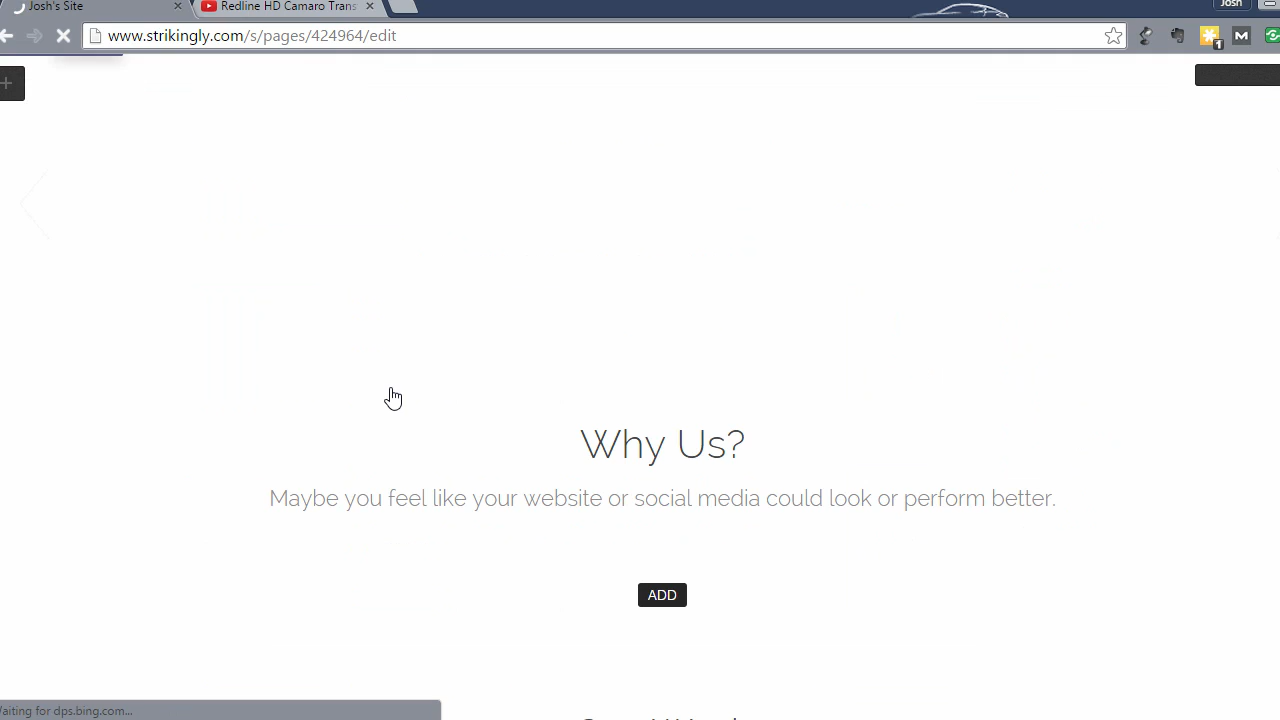 Josh's Site
Redline HD Camaro Trans
Josh
www.strikingly.com/s/pages/424964/edit
1
M
+
Why Us?
Maybe you feel like your website or social media could look or perform better.
ADD
Waiting for dps.bing.com...